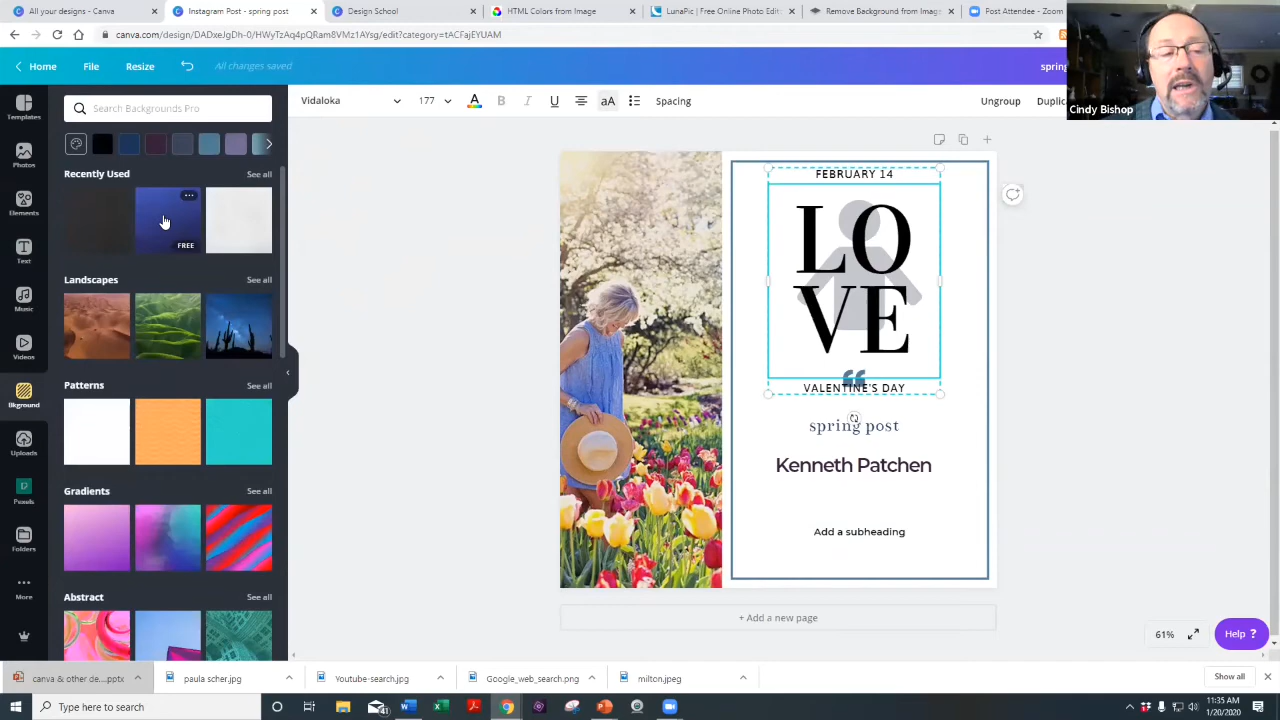 All your designs - Canva
Instagram Post - Spring post
Design School
HTML Colors from Image
LunaPic | Free Online Photo Edit
Remove Background from Image
Post Attendee - Zoom
canva.com/design/DADxeJgDh-0/HWyTzAq4pQRam8VMz1AYsg/edit?category=tACFajEYUAM
Home
File
Resize
All changes saved
spring
Cindy Bishop
Templates
Photos
Elements
Text
Music
Videos
Bkground
Uploads
Pexels
Folders
More
Search Backgrounds Pro
Recently Used
See all
FREE
Landscapes
See all
Patterns
See all
Gradients
See all
Abstract
See all
Vidaloka
177
A
B
I
U
aA
Spacing
Ungroup
FEBRUARY 14
LO
VE
VALENTINE'S DAY
spring post
Kenneth Patchen
Add a subheading
+ Add a new page
61%
Help ?
canva & other de....pptx
paula scher.jpg
Youtube-search.jpg
Google_web_search.png
milton.jpeg
Show all
Type here to search
11:35 AM
1/20/2020